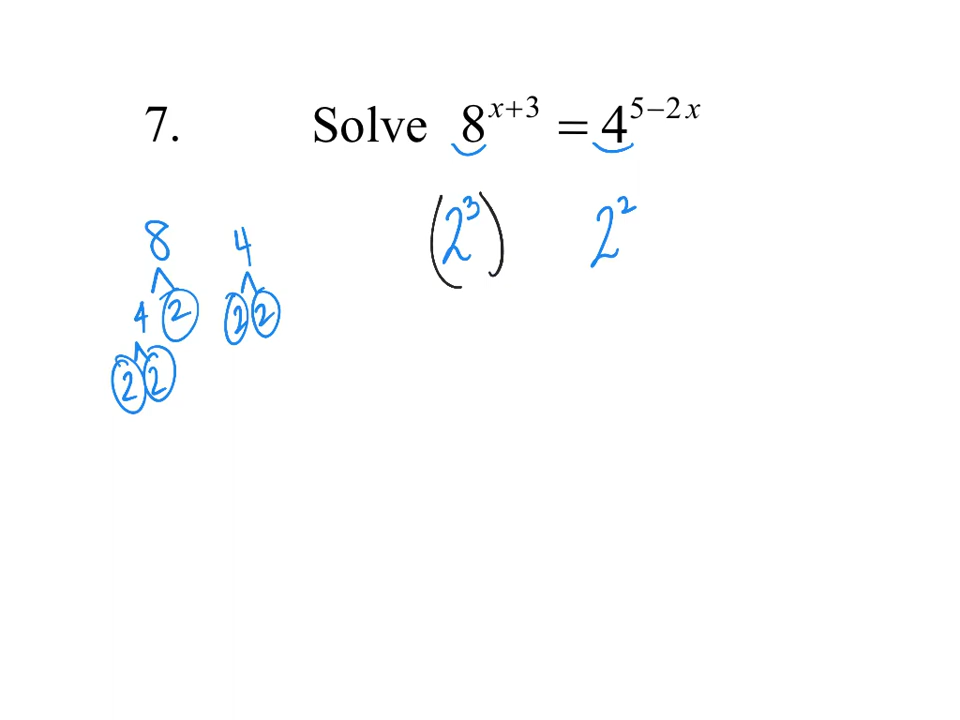 7. Solve 8^{x+3} = 4^{5−2x}
(2^3) 2^2
8 4
4 2 2 2
2 2